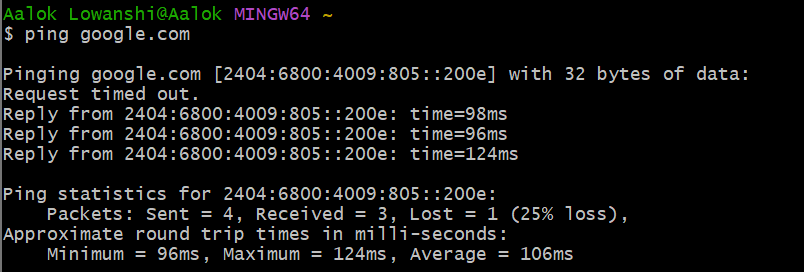 Aalok Lowanshi@Aalok MINGW64 ~
$ ping google.com
Pinging google.com [2404:6800:4009:805::200e] with 32 bytes of data:
Request timed out.
Reply from 2404:6800:4009:805::200e: time=98ms
Reply from 2404:6800:4009:805::200e: time=96ms
Reply from 2404:6800:4009:805::200e: time=124ms
Ping statistics for 2404:6800:4009:805::200e:
    Packets: Sent = 4, Received = 3, Lost = 1 (25% loss),
Approximate round trip times in milli-seconds:
    Minimum = 96ms, Maximum = 124ms, Average = 106ms